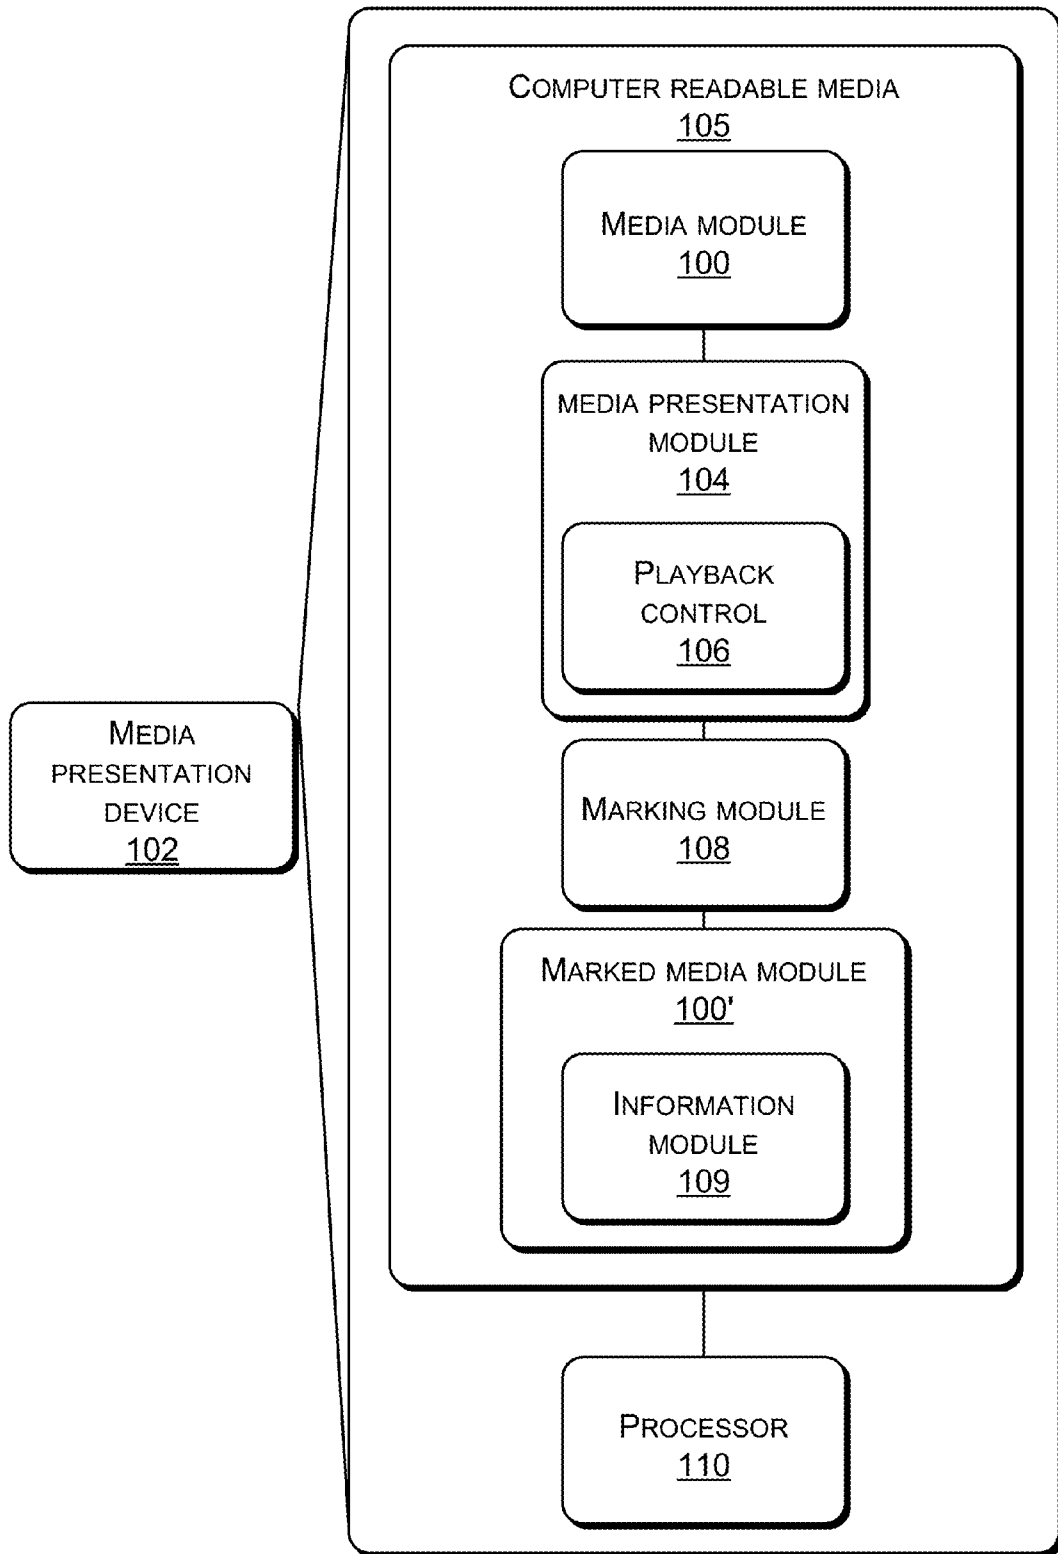 COMPUTER READABLE MEDIA
105
MEDIA MODULE
100
MEDIA PRESENTATION
MODULE
104
PLAYBACK
CONTROL
106
MEDIA
PRESENTATION
DEVICE
102
MARKING MODULE
108
MARKED MEDIA MODULE
100'
INFORMATION
MODULE
109
PROCESSOR
110